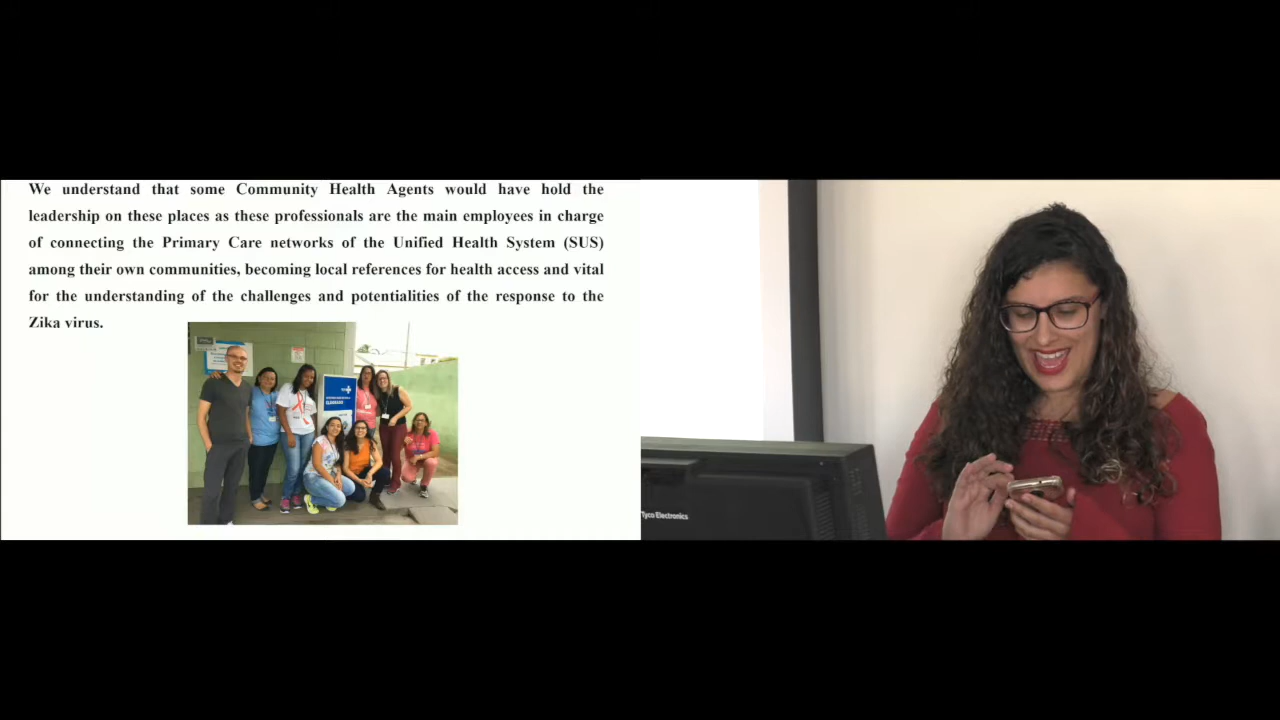 We understand that some Community Health Agents would have hold the
leadership on these places as these professionals are the main employees in charge
of connecting the Primary Care networks of the Unified Health System (SUS)
among their own communities, becoming local references for health access and vital
for the understanding of the challenges and potentialities of the response to the
Zika virus.
Tyco Electronics